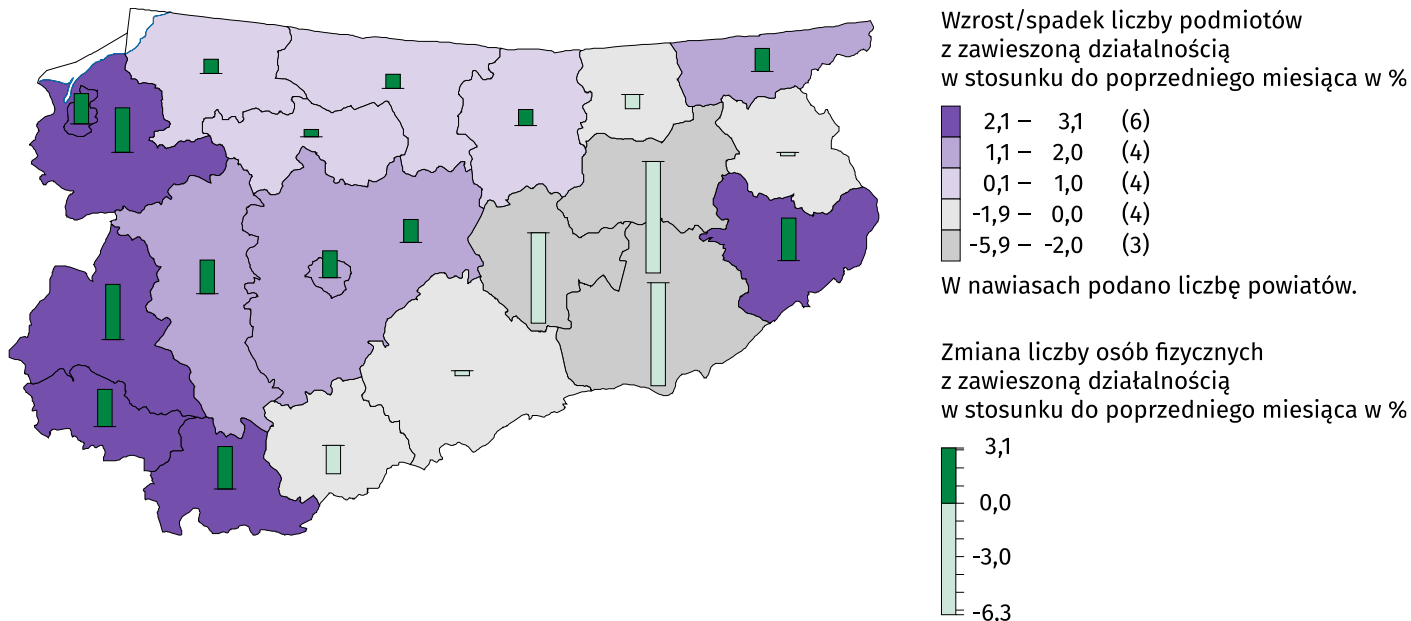 Wzrost/spadek liczby podmiotów
z zawieszoną działalnością
w stosunku do poprzedniego miesiąca w %
2,1 – 3,1 (6)
1,1 – 2,0 (4)
0,1 – 1,0 (4)
-1,9 – 0,0 (4)
-5,9 – -2,0 (3)
W nawiasach podano liczbę powiatów.
Zmiana liczby osób fizycznych
z zawieszoną działalnością
w stosunku do poprzedniego miesiąca w %
3,1
0,0
-3,0
-6,3